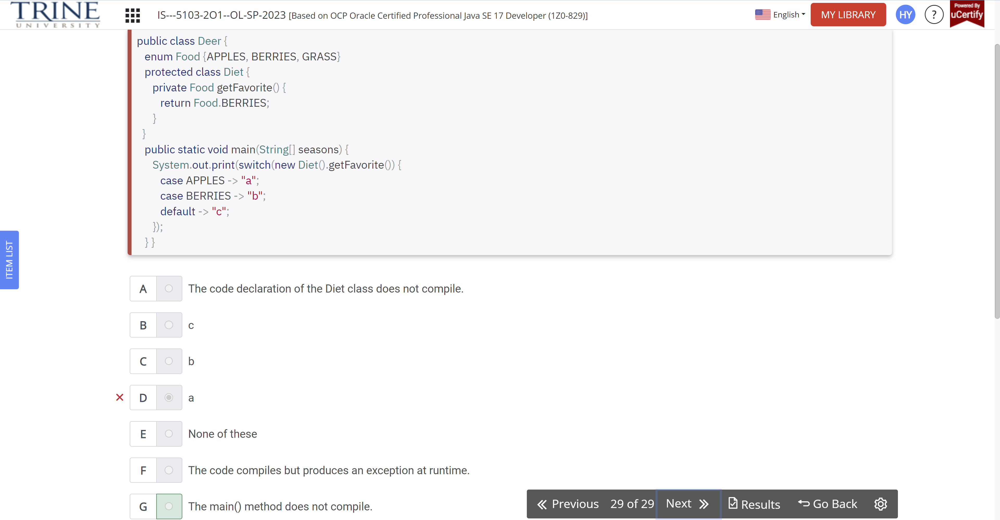 TRINE
UNIVERSITY
IS---5103-2O1--OL-SP-2023 [Based on OCP Oracle Certified Professional Java SE 17 Developer (1Z0-829)]
English
MY LIBRARY
HY
?
Powered By
uCertify
public class Deer {
enum Food {APPLES, BERRIES, GRASS}
protected class Diet {
private Food getFavorite() {
return Food.BERRIES;
}
}
public static void main(String[] seasons) {
System.out.print(switch(new Diet().getFavorite()) {
case APPLES -> "a";
case BERRIES -> "b";
default -> "c";
});
} }
ITEM LIST
A The code declaration of the Diet class does not compile.
B c
C b
D a
E None of these
F The code compiles but produces an exception at runtime.
G The main() method does not compile.
Previous 29 of 29 Next Results Go Back